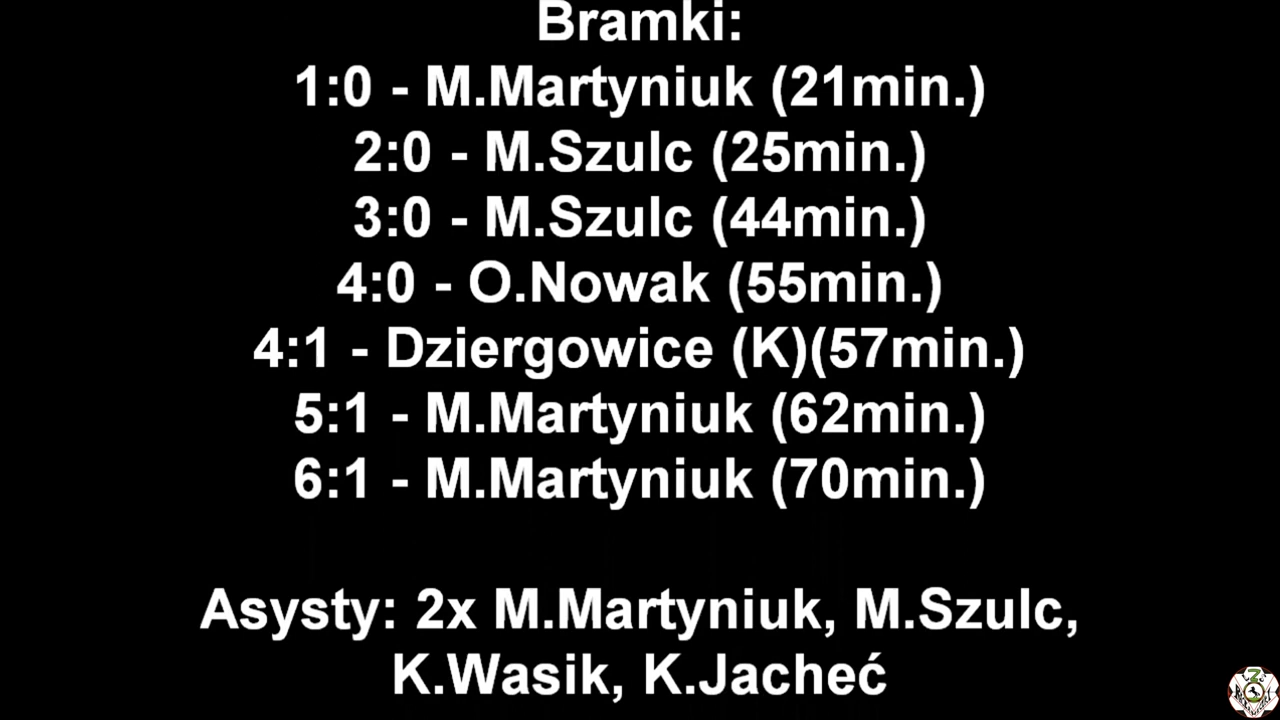 Bramki:
1:0 - M.Martyniuk (21min.)
2:0 - M.Szulc (25min.)
3:0 - M.Szulc (44min.)
4:0 - O.Nowak (55min.)
4:1 - Dziergowice (K)(57min.)
5:1 - M.Martyniuk (62min.)
6:1 - M.Martyniuk (70min.)
Asysty: 2x M.Martyniuk, M.Szulc,
K.Wasik, K.Jacheć